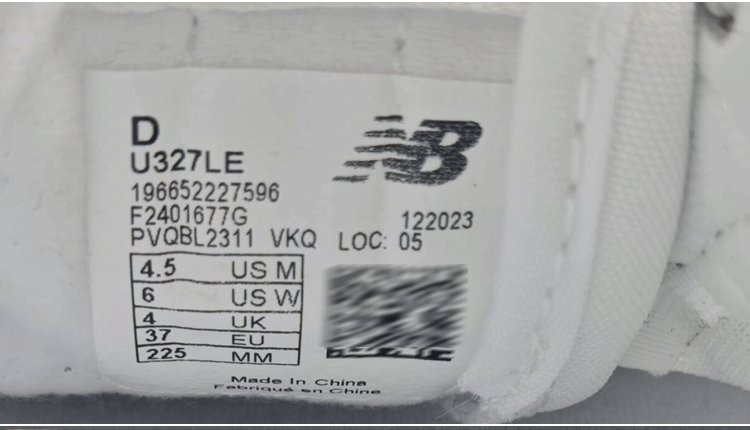 D
U327LE
NB
196652227596
F2401677G
122023
PVQBL2311 VKQ LOC: 05
4.5 US M
6 US W
4 UK
37 EU
225 MM
Made In China
Fabriqué en Chine